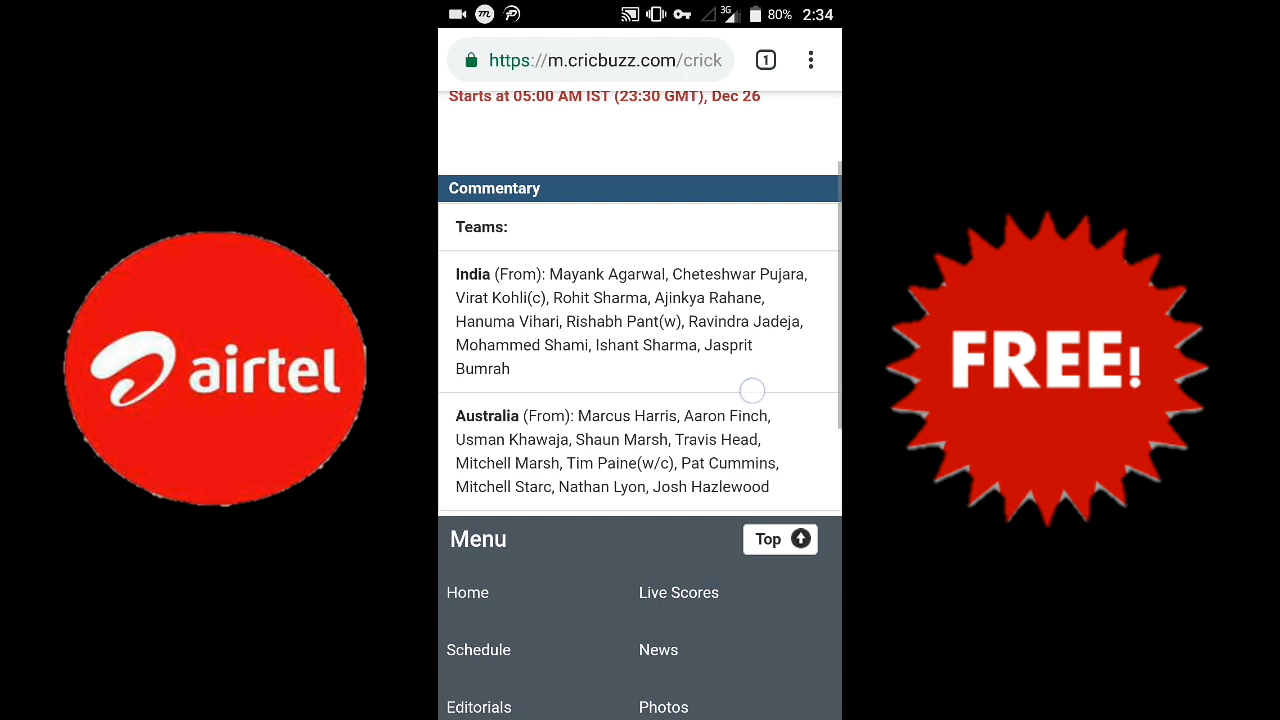 3G 80% 2:34
https://m.cricbuzz.com/crick
1
Starts at 05:00 AM IST (23:30 GMT), Dec 26
Commentary
Teams:
India (From): Mayank Agarwal, Cheteshwar Pujara,
Virat Kohli(c), Rohit Sharma, Ajinkya Rahane,
Hanuma Vihari, Rishabh Pant(w), Ravindra Jadeja,
Mohammed Shami, Ishant Sharma, Jasprit
Bumrah
Australia (From): Marcus Harris, Aaron Finch,
Usman Khawaja, Shaun Marsh, Travis Head,
Mitchell Marsh, Tim Paine(w/c), Pat Cummins,
Mitchell Starc, Nathan Lyon, Josh Hazlewood
Menu
Top
Home
Live Scores
Schedule
News
Editorials
Photos
airtel
FREE!